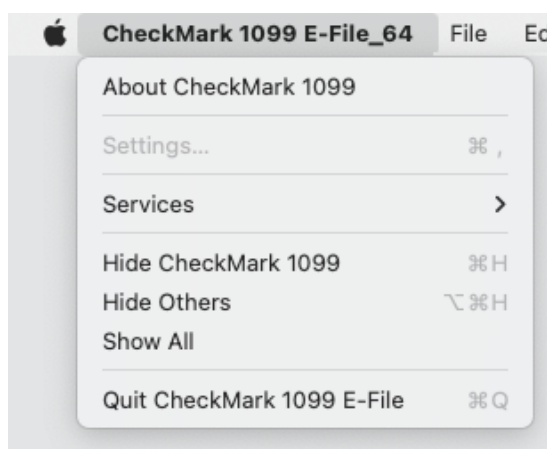 CheckMark 1099 E-File_64 File
About CheckMark 1099
Settings... ⌘ ,
Services >
Hide CheckMark 1099 ⌘H
Hide Others ⌥⌘H
Show All
Quit CheckMark 1099 E-File ⌘Q